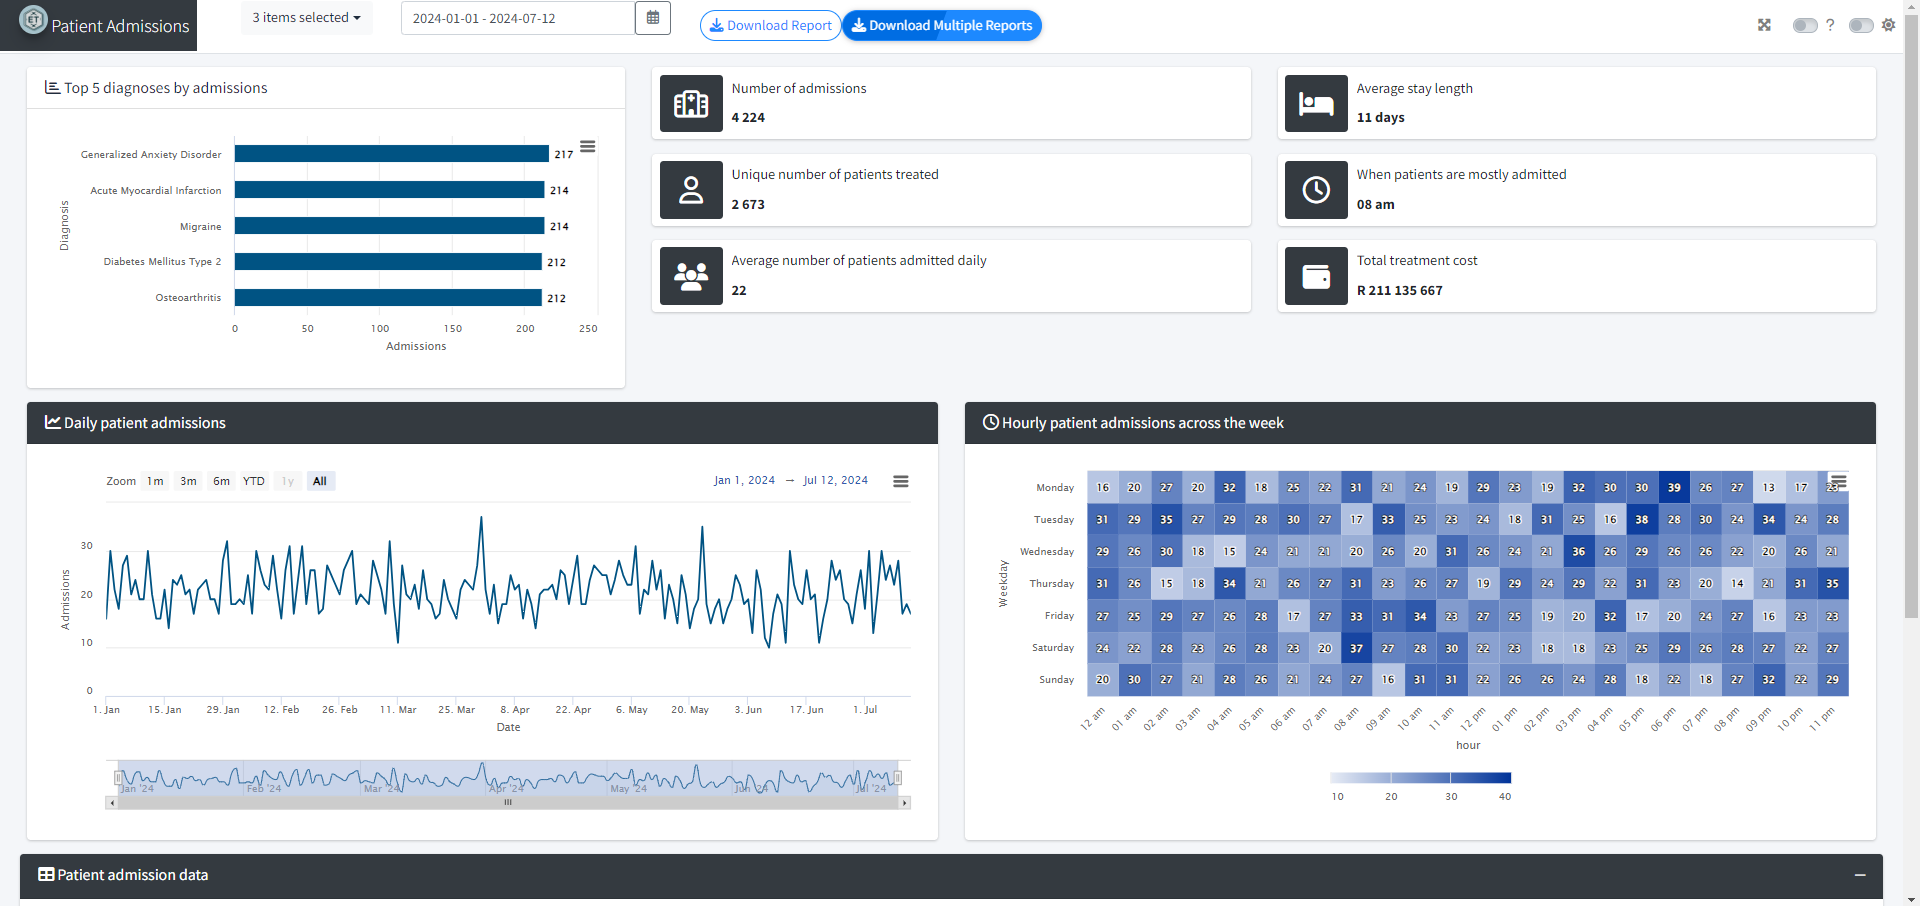 ET
Patient Admissions
3 items selected
2024-01-01 - 2024-07-12
Download Report
Download Multiple Reports
?
Top 5 diagnoses by admissions
Diagnosis
Generalized Anxiety Disorder 217
Acute Myocardial Infarction 214
Migraine 214
Diabetes Mellitus Type 2 212
Osteoarthritis 212
0 50 100 150 200 250
Admissions
Number of admissions
4 224
Average stay length
11 days
Unique number of patients treated
2 673
When patients are mostly admitted
08 am
Average number of patients admitted daily
22
Total treatment cost
R 211 135 667
Daily patient admissions
Zoom 1m 3m 6m YTD 1y All
Jan 1, 2024 → Jul 12, 2024
Admissions
30
20
10
0
1. Jan 15. Jan 29. Jan 12. Feb 26. Feb 11. Mar 25. Mar 8. Apr 22. Apr 6. May 20. May 3. Jun 17. Jun 1. Jul
Date
Jan '24 Feb '24 Mar '24 Apr '24 May '24 Jun '24 Jul '24
Hourly patient admissions across the week
Weekday
Monday 16 20 27 20 32 18 25 22 31 21 24 19 29 23 19 32 30 30 39 26 27 13 17 23
Tuesday 31 29 35 27 29 28 30 27 17 33 25 23 24 18 31 25 16 38 28 30 24 34 24 28
Wednesday 29 26 30 18 15 24 21 21 20 26 20 31 26 24 21 36 26 29 26 26 22 20 26 21
Thursday 31 26 15 18 34 21 26 27 31 23 26 27 19 29 24 29 22 31 23 20 14 21 31 35
Friday 27 25 29 27 26 28 17 27 33 31 34 23 27 25 19 20 32 17 20 24 27 16 23 23
Saturday 24 22 28 23 26 28 23 20 37 27 28 30 22 23 18 18 23 25 29 26 28 27 22 27
Sunday 20 30 27 21 28 26 21 24 27 16 31 31 22 26 26 24 28 18 22 18 27 32 22 29
12 am 01 am 02 am 03 am 04 am 05 am 06 am 07 am 08 am 09 am 10 am 11 am 12 pm 01 pm 02 pm 03 pm 04 pm 05 pm 06 pm 07 pm 08 pm 09 pm 10 pm 11 pm
hour
10 20 30 40
Patient admission data